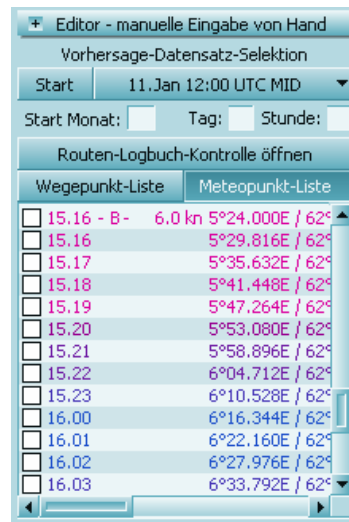 + Editor - manuelle Eingabe von Hand
Vorhersage-Datensatz-Selektion
Start 11.Jan 12:00 UTC MID
Start Monat: Tag: Stunde:
Routen-Logbuch-Kontrolle öffnen
Wegepunkt-Liste Meteopunkt-Liste
15.16 - B - 6.0 kn 5°24.000E / 62°
15.16 5°29.816E / 62°
15.17 5°35.632E / 62°
15.18 5°41.448E / 62°
15.19 5°47.264E / 62°
15.20 5°53.080E / 62°
15.21 5°58.896E / 62°
15.22 6°04.712E / 62°
15.23 6°10.528E / 62°
16.00 6°16.344E / 62°
16.01 6°22.160E / 62°
16.02 6°27.976E / 62°
16.03 6°33.792E / 62°